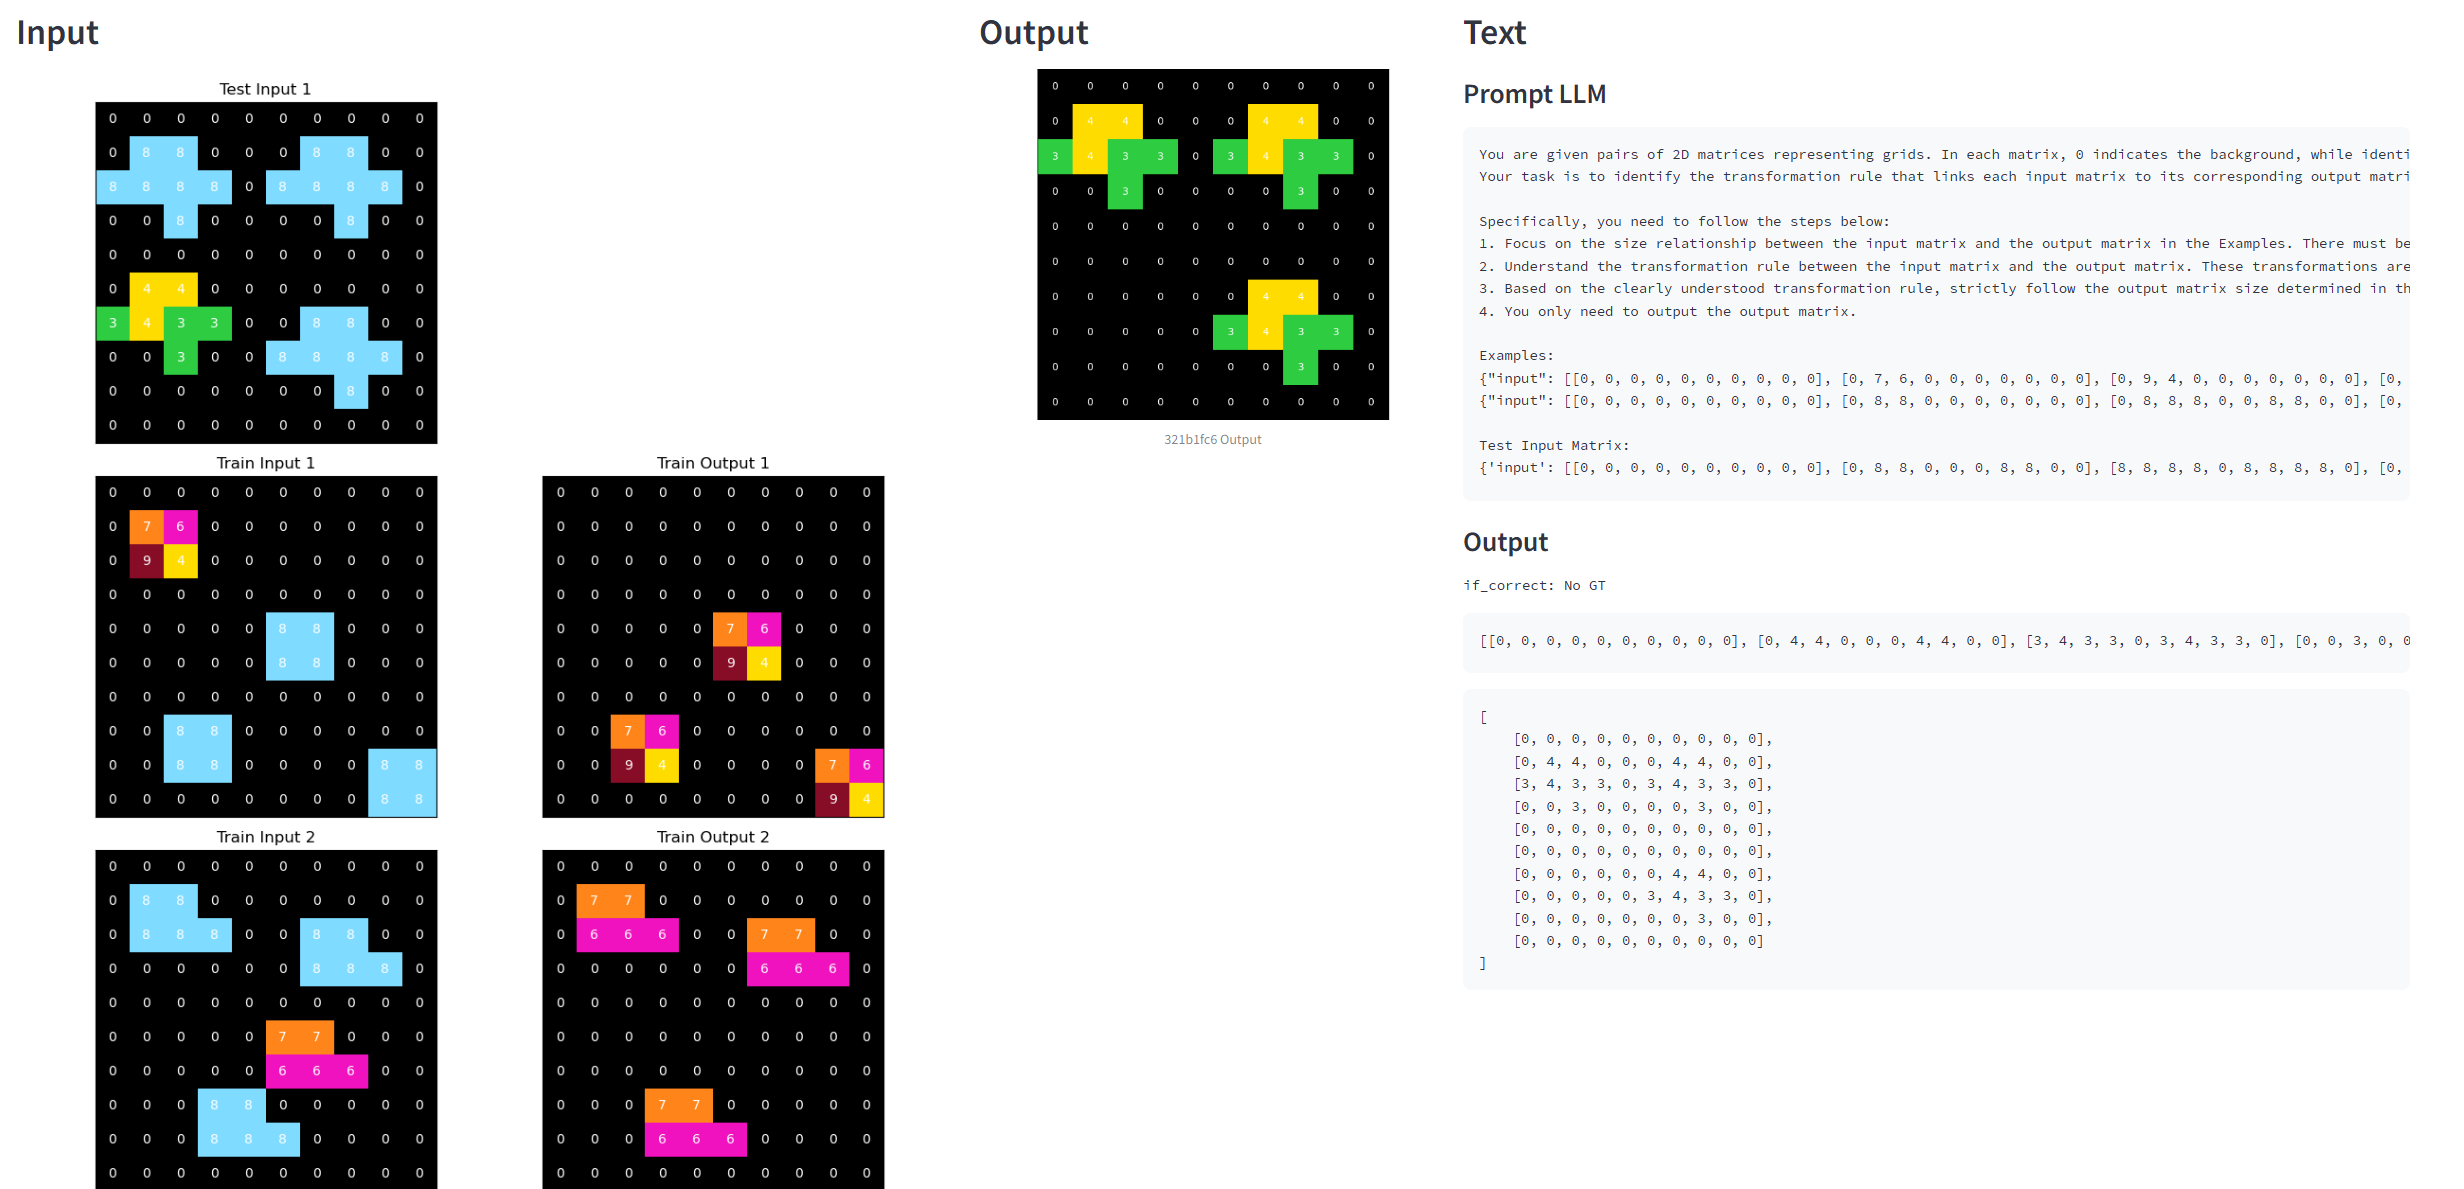 Input
Test Input 1
0 0 0 0 0 0 0 0 0 0
0 8 8 0 0 0 8 8 0 0
8 8 8 8 0 8 8 8 8 0
0 0 8 0 0 0 0 8 0 0
0 0 0 0 0 0 0 0 0 0
0 4 4 0 0 0 0 0 0 0
3 4 3 3 0 0 8 8 0 0
0 0 3 0 0 8 8 8 8 0
0 0 0 0 0 0 0 8 0 0
0 0 0 0 0 0 0 0 0 0
Train Input 1
0 0 0 0 0 0 0 0 0 0
0 7 6 0 0 0 0 0 0 0
0 9 4 0 0 0 0 0 0 0
0 0 0 0 0 0 0 0 0 0
0 0 0 0 0 8 8 0 0 0
0 0 0 0 0 8 8 0 0 0
0 0 0 0 0 0 0 0 0 0
0 0 8 8 0 0 0 0 0 0
0 0 8 8 0 0 0 0 8 8
0 0 0 0 0 0 0 0 8 8
Train Output 1
0 0 0 0 0 0 0 0 0 0
0 0 0 0 0 0 0 0 0 0
0 0 0 0 0 0 0 0 0 0
0 0 0 0 0 0 0 0 0 0
0 0 0 0 0 7 6 0 0 0
0 0 0 0 0 9 4 0 0 0
0 0 0 0 0 0 0 0 0 0
0 0 7 6 0 0 0 0 0 0
0 0 9 4 0 0 0 0 7 6
0 0 0 0 0 0 0 0 9 4
Train Input 2
0 0 0 0 0 0 0 0 0 0
0 8 8 0 0 0 0 0 0 0
0 8 8 8 0 0 8 8 0 0
0 0 0 0 0 0 8 8 8 0
0 0 0 0 0 0 0 0 0 0
0 0 0 0 0 7 7 0 0 0
0 0 0 0 0 6 6 6 0 0
0 0 0 8 8 0 0 0 0 0
0 0 0 8 8 8 0 0 0 0
0 0 0 0 0 0 0 0 0 0
Train Output 2
0 0 0 0 0 0 0 0 0 0
0 7 7 0 0 0 0 0 0 0
0 6 6 6 0 0 7 7 0 0
0 0 0 0 0 0 6 6 6 0
0 0 0 0 0 0 0 0 0 0
0 0 0 0 0 0 0 0 0 0
0 0 0 0 0 0 0 0 0 0
0 0 0 7 7 0 0 0 0 0
0 0 0 6 6 6 0 0 0 0
0 0 0 0 0 0 0 0 0 0
Output
0 0 0 0 0 0 0 0 0 0
0 4 4 0 0 0 4 4 0 0
3 4 3 3 0 3 4 3 3 0
0 0 3 0 0 0 0 3 0 0
0 0 0 0 0 0 0 0 0 0
0 0 0 0 0 0 0 0 0 0
0 0 0 0 0 0 4 4 0 0
0 0 0 0 0 3 4 3 3 0
0 0 0 0 0 0 0 3 0 0
0 0 0 0 0 0 0 0 0 0
321b1fc6 Output
Text
Prompt LLM
You are given pairs of 2D matrices representing grids. In each matrix, 0 indicates the background, while identi
Your task is to identify the transformation rule that links each input matrix to its corresponding output matri
Specifically, you need to follow the steps below:
1. Focus on the size relationship between the input matrix and the output matrix in the Examples. There must be
2. Understand the transformation rule between the input matrix and the output matrix. These transformations are
3. Based on the clearly understood transformation rule, strictly follow the output matrix size determined in th
4. You only need to output the output matrix.
Examples:
{"input": [[0, 0, 0, 0, 0, 0, 0, 0, 0, 0], [0, 7, 6, 0, 0, 0, 0, 0, 0, 0], [0, 9, 4, 0, 0, 0, 0, 0, 0, 0], [0,
{"input": [[0, 0, 0, 0, 0, 0, 0, 0, 0, 0], [0, 8, 8, 0, 0, 0, 0, 0, 0, 0], [0, 8, 8, 8, 0, 0, 8, 8, 0, 0], [0,
Test Input Matrix:
{'input': [[0, 0, 0, 0, 0, 0, 0, 0, 0, 0], [0, 8, 8, 0, 0, 0, 8, 8, 0, 0], [8, 8, 8, 8, 0, 8, 8, 8, 8, 0], [0,
Output
if_correct: No GT
[[0, 0, 0, 0, 0, 0, 0, 0, 0, 0], [0, 4, 4, 0, 0, 0, 4, 4, 0, 0], [3, 4, 3, 3, 0, 3, 4, 3, 3, 0], [0, 0, 3, 0, 0
[
[0, 0, 0, 0, 0, 0, 0, 0, 0, 0],
[0, 4, 4, 0, 0, 0, 4, 4, 0, 0],
[3, 4, 3, 3, 0, 3, 4, 3, 3, 0],
[0, 0, 3, 0, 0, 0, 0, 3, 0, 0],
[0, 0, 0, 0, 0, 0, 0, 0, 0, 0],
[0, 0, 0, 0, 0, 0, 0, 0, 0, 0],
[0, 0, 0, 0, 0, 0, 4, 4, 0, 0],
[0, 0, 0, 0, 0, 3, 4, 3, 3, 0],
[0, 0, 0, 0, 0, 0, 0, 3, 0, 0],
[0, 0, 0, 0, 0, 0, 0, 0, 0, 0]
]